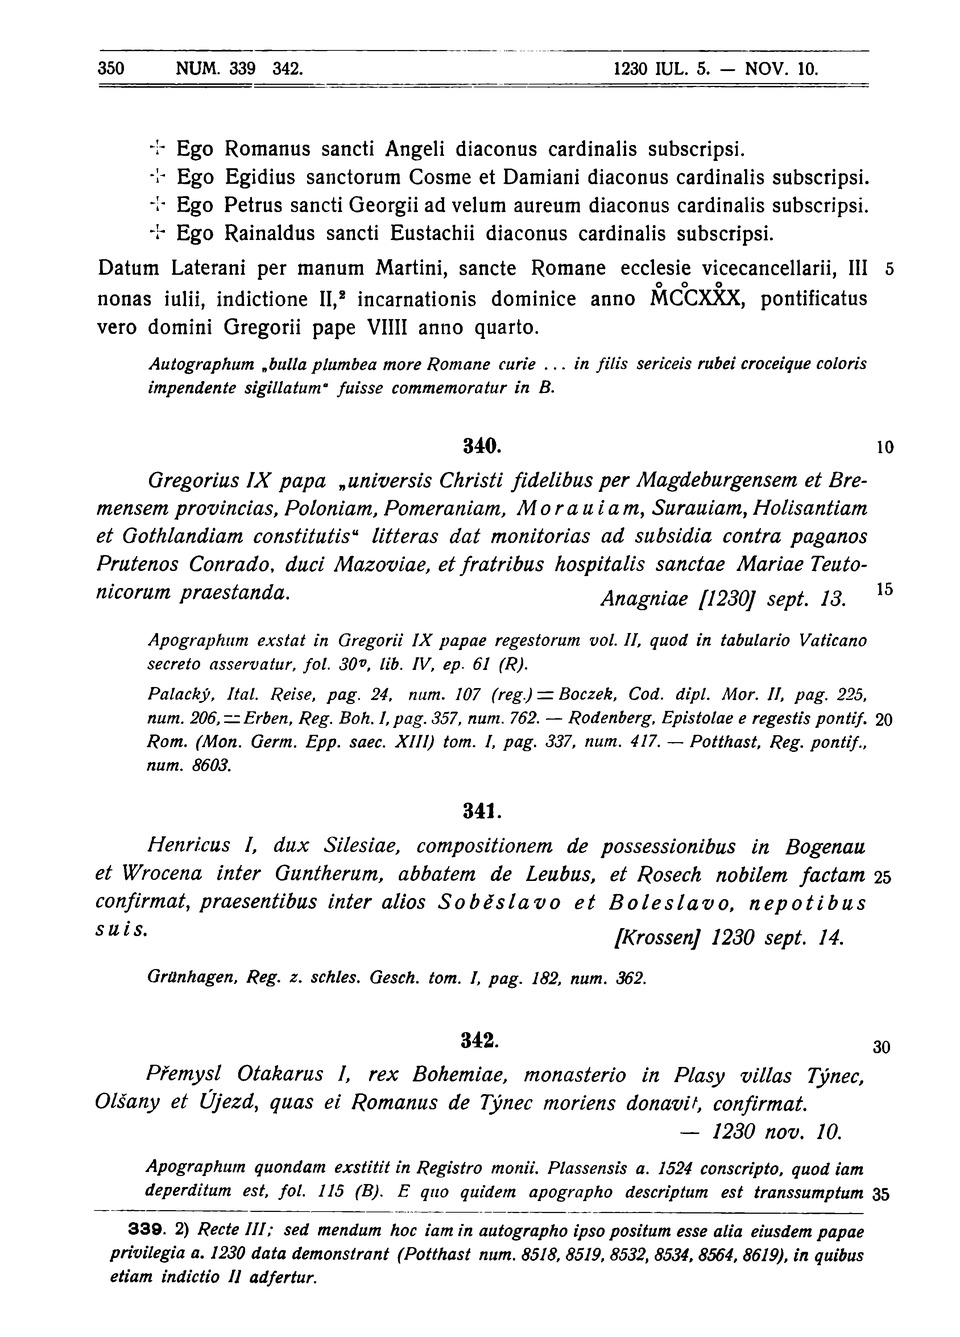 350 NUM. 339 342. 1230 IUL. 5. — NOV. 10.
✢ Ego Romanus sancti Angeli diaconus cardinalis subscripsi.
✢ Ego Egidius sanctorum Cosme et Damiani diaconus cardinalis subscripsi.
✢ Ego Petrus sancti Georgii ad velum aureum diaconus cardinalis subscripsi.
✢ Ego Rainaldus sancti Eustachii diaconus cardinalis subscripsi.
Datum Laterani per manum Martini, sancte Romane ecclesie vicecancellarii, III 5
nonas iulii, indictione II,² incarnationis dominice anno M̊CC̊XXX̊, pontificatus
vero domini Gregorii pape VIIII anno quarto.
Autographum „bulla plumbea more Romane curie ... in filis sericeis rubei croceique coloris
impendente sigillatum“ fuisse commemoratur in B.
340. 10
Gregorius IX papa „universis Christi fidelibus per Magdeburgensem et Bre-
mensem provincias, Poloniam, Pomeraniam, Morauiam, Surauiam, Holisantiam
et Gothlandiam constitutis“ litteras dat monitorias ad subsidia contra paganos
Prutenos Conrado, duci Mazoviae, et fratribus hospitalis sanctae Mariae Teuto-
nicorum praestanda. Anagniae [1230] sept. 13. 15
Apographum exstat in Gregorii IX papae regestorum vol. II, quod in tabulario Vaticano
secreto asservatur, fol. 30ᵛ, lib. IV, ep. 61 (R).
Palacký, Ital. Reise, pag. 24, num. 107 (reg.) = Boczek, Cod. dipl. Mor. II, pag. 225,
num. 206, = Erben, Reg. Boh. I, pag. 357, num. 762. — Rodenberg, Epistolae e regestis pontif. 20
Rom. (Mon. Germ. Epp. saec. XIII) tom. I, pag. 337, num. 417. — Potthast, Reg. pontif.,
num. 8603.
341.
Henricus I, dux Silesiae, compositionem de possessionibus in Bogenau
et Wrocena inter Guntherum, abbatem de Leubus, et Rosech nobilem factam 25
confirmat, praesentibus inter alios Soběslavo et Boleslavo, nepotibus
suis. [Krossen] 1230 sept. 14.
Grünhagen, Reg. z. schles. Gesch. tom. I, pag. 182, num. 362.
342. 30
Přemysl Otakarus I, rex Bohemiae, monasterio in Plasy villas Týnec,
Olšany et Újezd, quas ei Romanus de Týnec moriens donavit, confirmat.
— 1230 nov. 10.
Apographum quondam exstitit in Registro monii. Plassensis a. 1524 conscripto, quod iam
deperditum est, fol. 115 (B). E quo quidem apographo descriptum est transsumptum 35
339. 2) Recte III; sed mendum hoc iam in autographo ipso positum esse alia eiusdem papae
privilegia a. 1230 data demonstrant (Potthast num. 8518, 8519, 8532, 8534, 8564, 8619), in quibus
etiam indictio II adfertur.